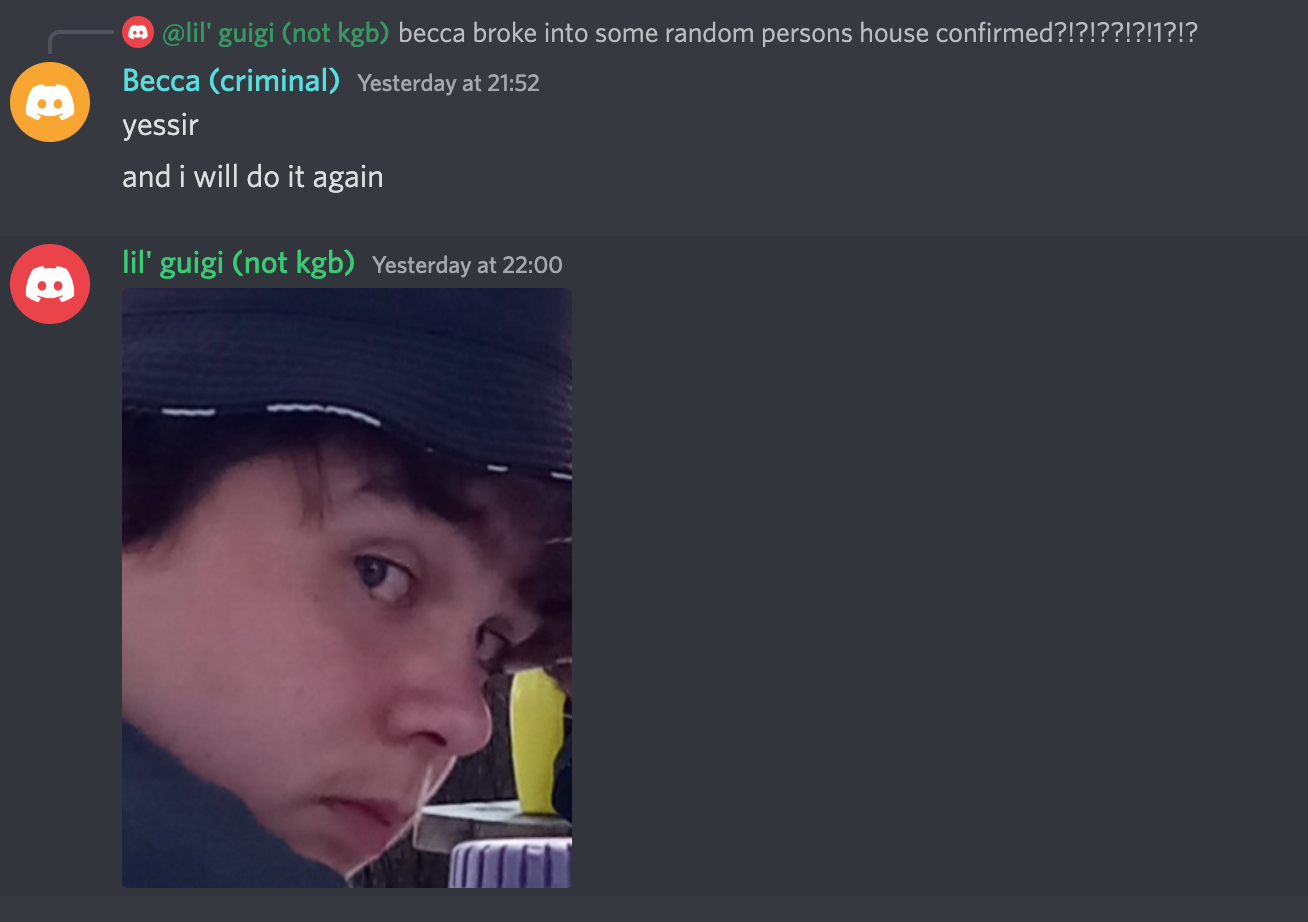 @lil' guigi (not kgb) becca broke into some random persons house confirmed?!?!??!?!1?!?
Becca (criminal) Yesterday at 21:52
yessir
and i will do it again
lil' guigi (not kgb) Yesterday at 22:00